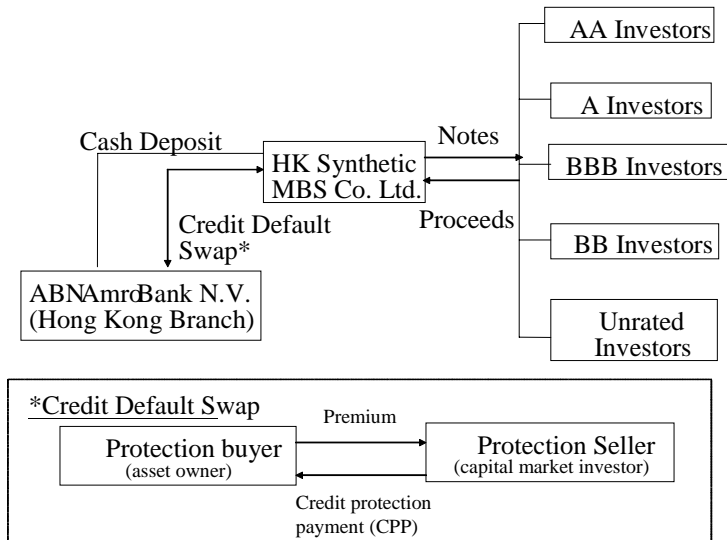 AA Investors
A Investors
Cash Deposit
Notes
HK Synthetic
MBS Co. Ltd.
BBB Investors
Proceeds
Credit Default
Swap*
BB Investors
ABNAmroBank N.V.
(Hong Kong Branch)
Unrated
Investors
*Credit Default Swap
Premium
Protection buyer
(asset owner)
Protection Seller
(capital market investor)
Credit protection
payment (CPP)